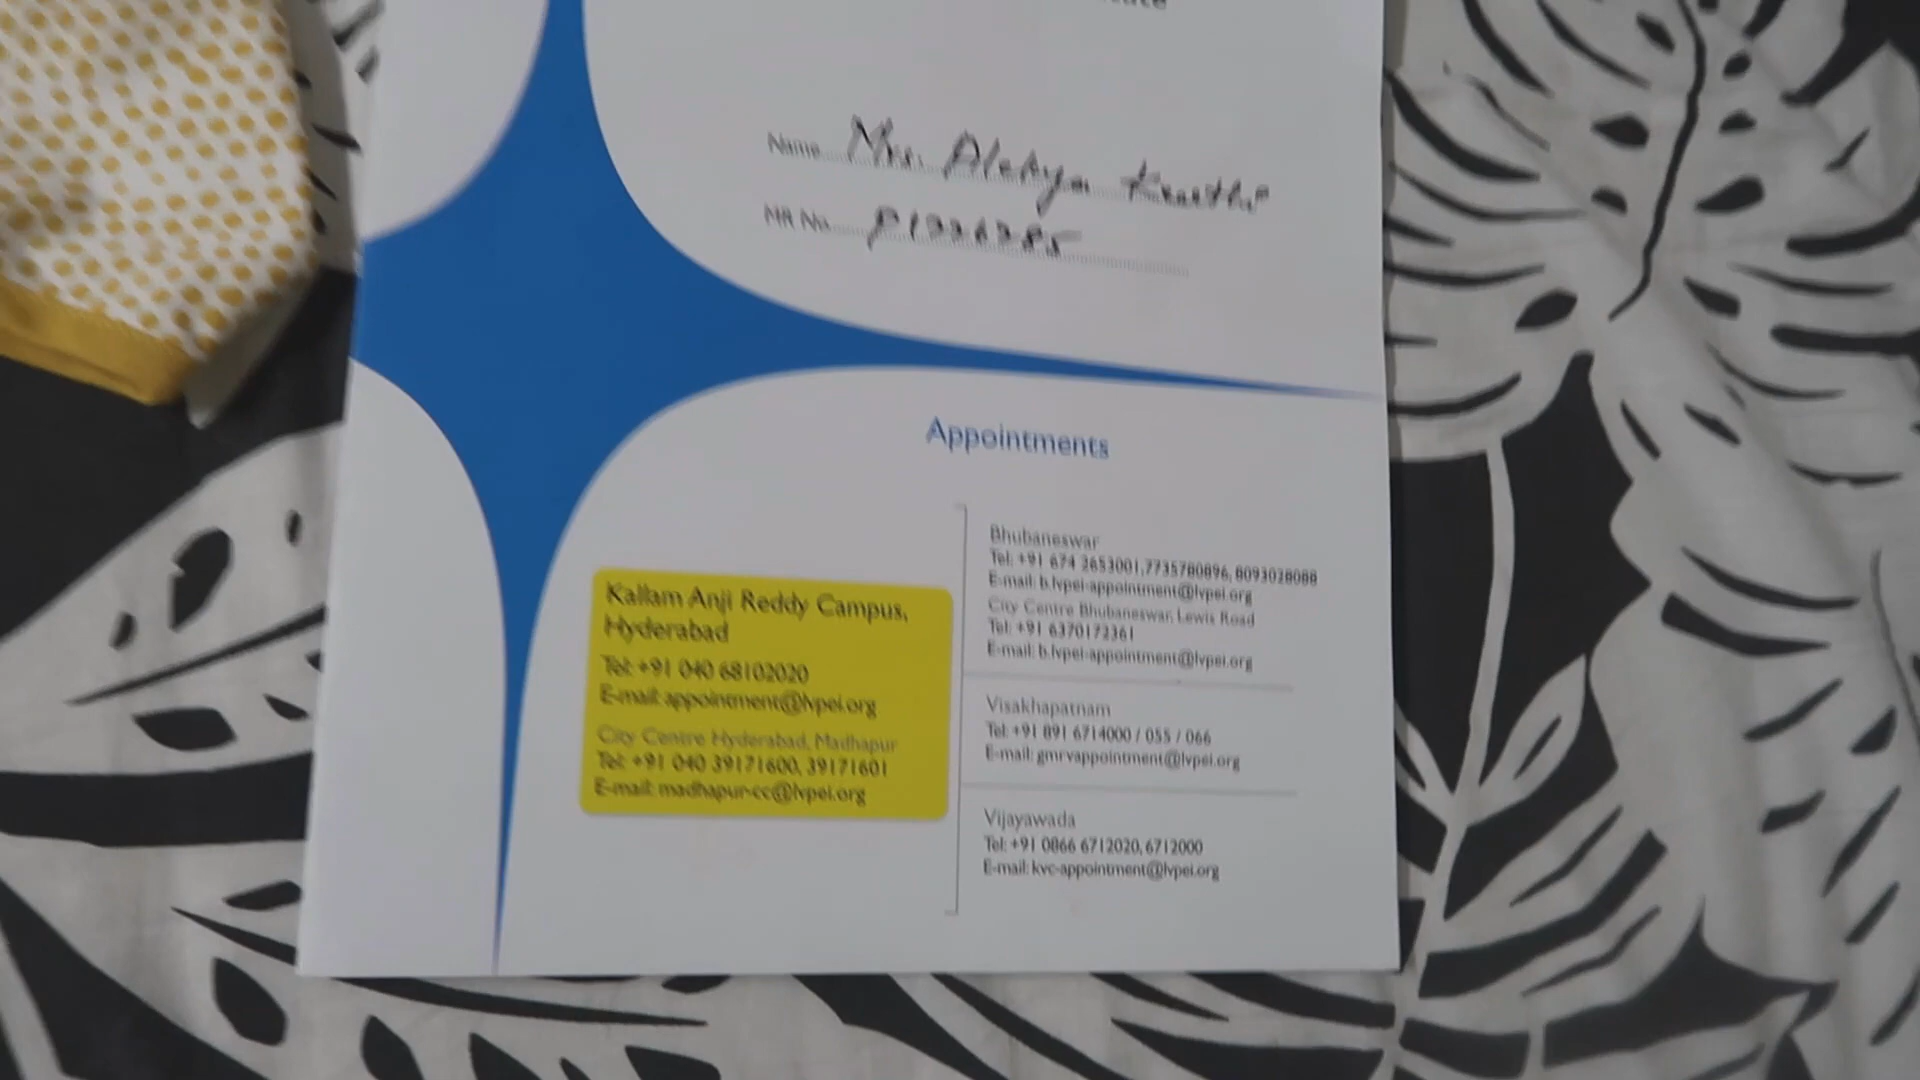 Name Mrs. Alekya Keerthi
MR No. P1226285
Appointments
Kallam Anji Reddy Campus,
Hyderabad
Tel: +91 040 68102020
E-mail: appointment@lvpei.org
City Centre Hyderabad, Madhapur
Tel: +91 040 39171600, 39171601
E-mail: madhapur-cc@lvpei.org
Bhubaneswar
Tel: +91 674 2653001,7735780896, 8093028088
E-mail: b.lvpei-appointment@lvpei.org
City Centre Bhubaneswar, Lewis Road
Tel: +91 6370172361
E-mail: b.lvpei-appointment@lvpei.org
Visakhapatnam
Tel: +91 891 6714000 / 055 / 066
E-mail: gmrvappointment@lvpei.org
Vijayawada
Tel: +91 0866 6712020, 6712000
E-mail: kvc-appointment@lvpei.org